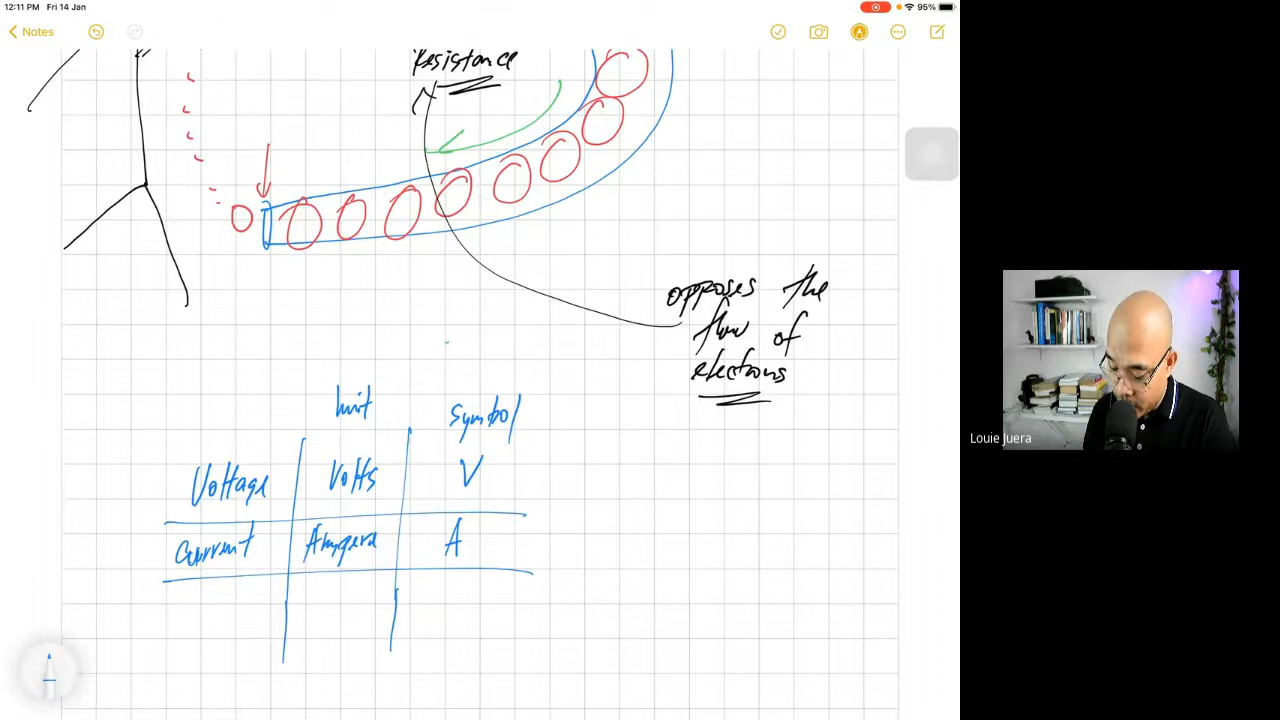 12:11 PM Fri 14 Jan
95%
Notes
Resistance
opposes the
flow of
electrons
Unit
Symbol
Voltage
Volts
V
Current
Ampere
A
Louie Juera